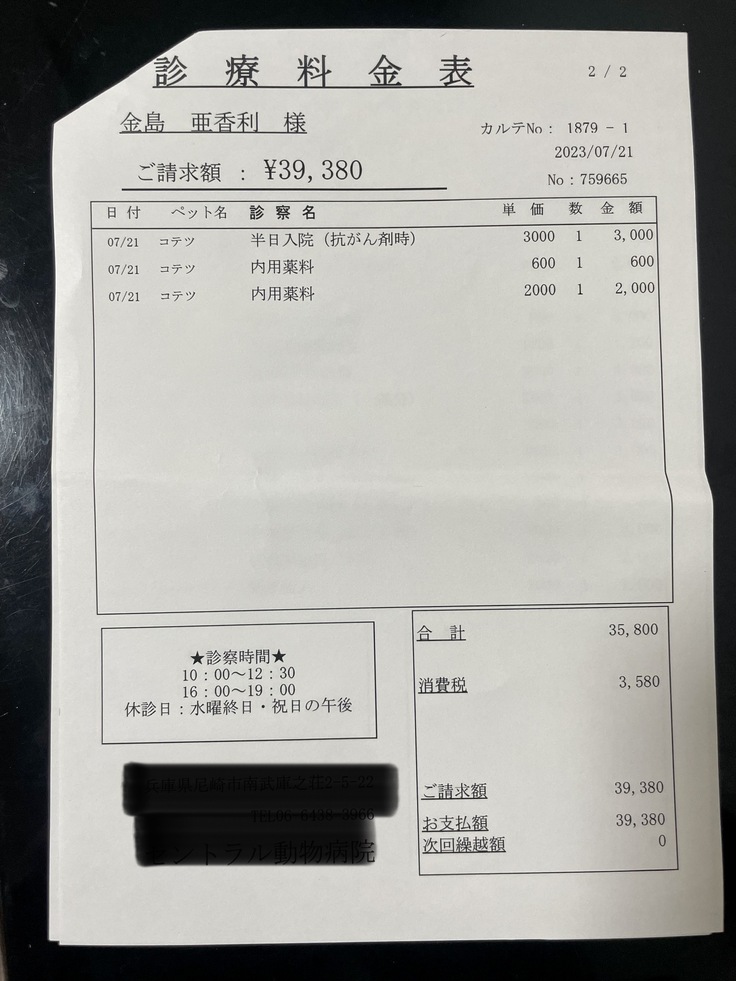 診療料金表
2 / 2
金島 亜香利 様
カルテNo: 1879 - 1
2023/07/21
ご請求額 : ¥39,380
No:759665
日付 ペット名 診察名 単価 数 金額
07/21 コテツ 半日入院(抗がん剤時) 3000 1 3,000
07/21 コテツ 内用薬料 600 1 600
07/21 コテツ 内用薬料 2000 1 2,000
合計 35,800
消費税 3,580
ご請求額 39,380
お支払額 39,380
次回繰越額 0
★診察時間★
10:00～12:30
16:00～19:00
休診日:水曜終日・祝日の午後